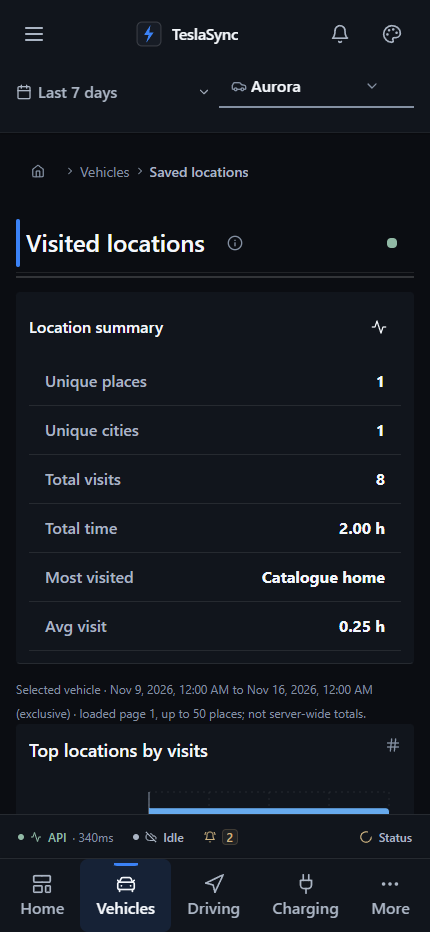 TeslaSync
Last 7 days
Aurora
Vehicles
Saved locations
Visited locations
Location summary
Unique places 1
Unique cities 1
Total visits 8
Total time 2.00 h
Most visited Catalogue home
Avg visit 0.25 h
Selected vehicle · Nov 9, 2026, 12:00 AM to Nov 16, 2026, 12:00 AM
(exclusive) · loaded page 1, up to 50 places; not server-wide totals.
Top locations by visits
API · 340ms Idle 2 Status
Home Vehicles Driving Charging More